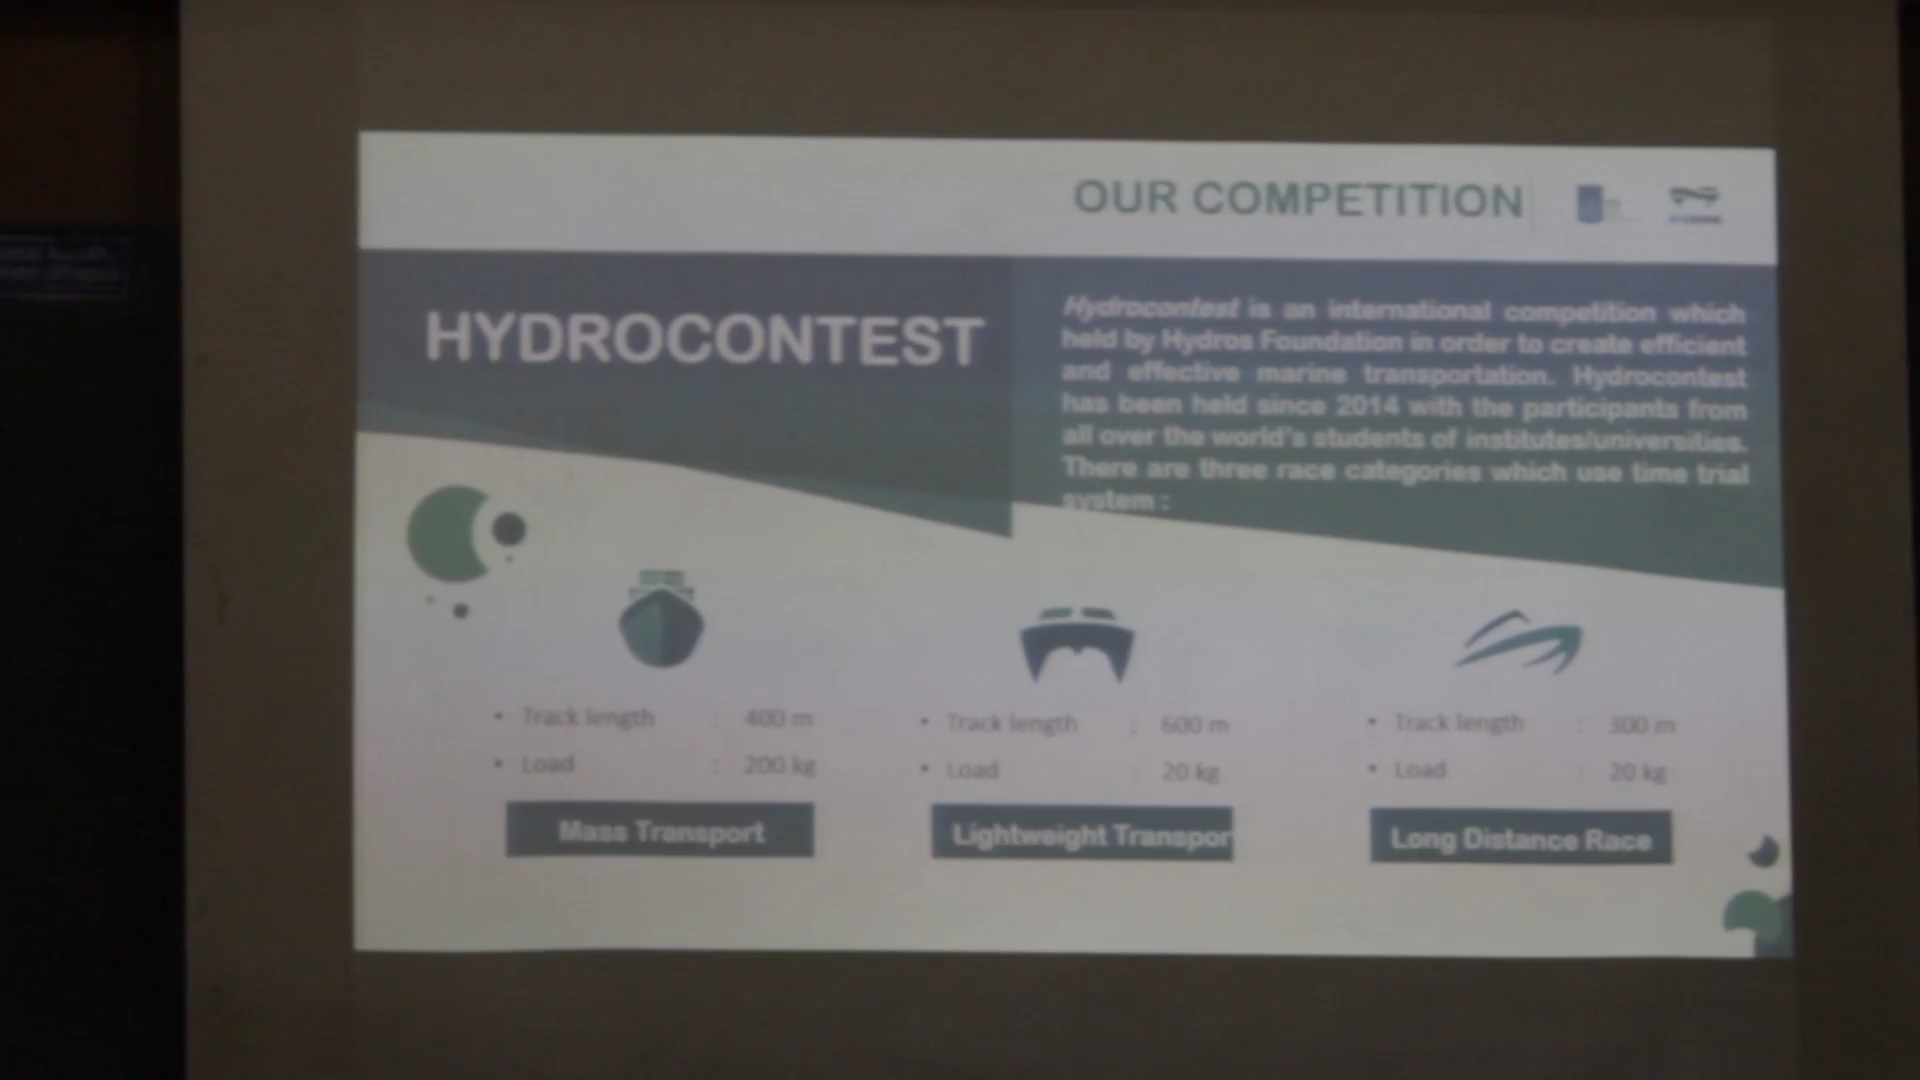 OUR COMPETITION
HYDROCONTEST
Hydrocontest is an international competition which
held by Hydros Foundation in order to create efficient
and effective marine transportation. Hydrocontest
has been held since 2014 with the participants from
all over the world's students of institutes/universities.
There are three race categories which use time trial
system :
• Track length : 400 m
• Load : 200 kg
Mass Transport
• Track length : 600 m
• Load : 20 kg
Lightweight Transpor
• Track length : 300 m
• Load : 20 kg
Long Distance Race